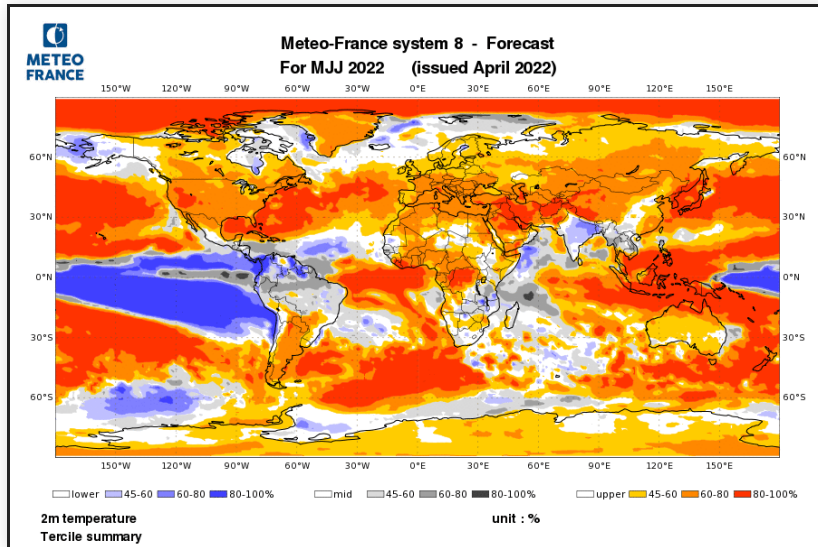 METEO
FRANCE
Meteo-France system 8 - Forecast
For MJJ 2022 (issued April 2022)
150°W 120°W 90°W 60°W 30°W 0°E 30°E 60°E 90°E 120°E 150°E
60°N 60°N
30°N 30°N
0°N 0°N
30°S 30°S
60°S 60°S
150°W 120°W 90°W 60°W 30°W 0°E 30°E 60°E 90°E 120°E 150°E
lower 45-60 60-80 80-100% mid 45-60 60-80 80-100% upper 45-60 60-80 80-100%
2m temperature unit : %
Tercile summary